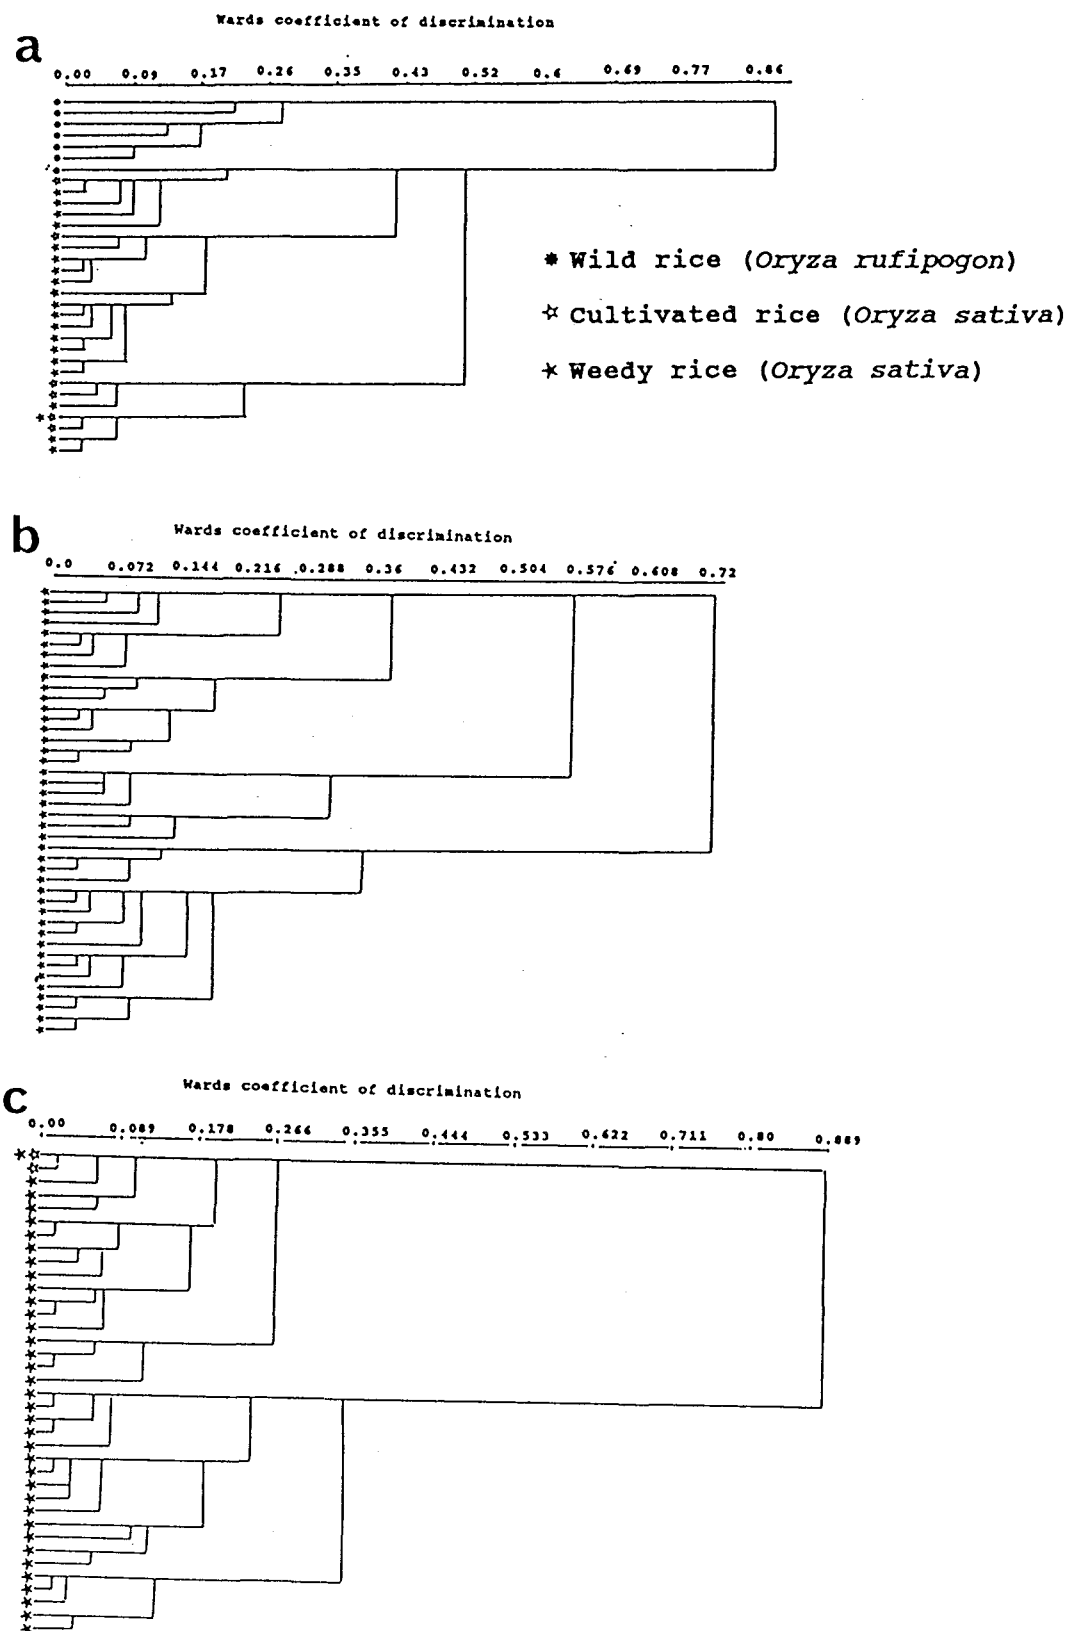 Wards coefficient of discrimination
a
0.00 0.09 0.17 0.26 0.35 0.43 0.52 0.6 0.69 0.77 0.86
Wild rice (Oryza rufipogon)
Cultivated rice (Oryza sativa)
Weedy rice (Oryza sativa)
b
Wards coefficient of discrimination
0.0 0.072 0.144 0.216 0.288 0.36 0.432 0.504 0.576 0.608 0.72
c
Wards coefficient of discrimination
0.00 0.089 0.178 0.266 0.355 0.444 0.533 0.622 0.711 0.80 0.889